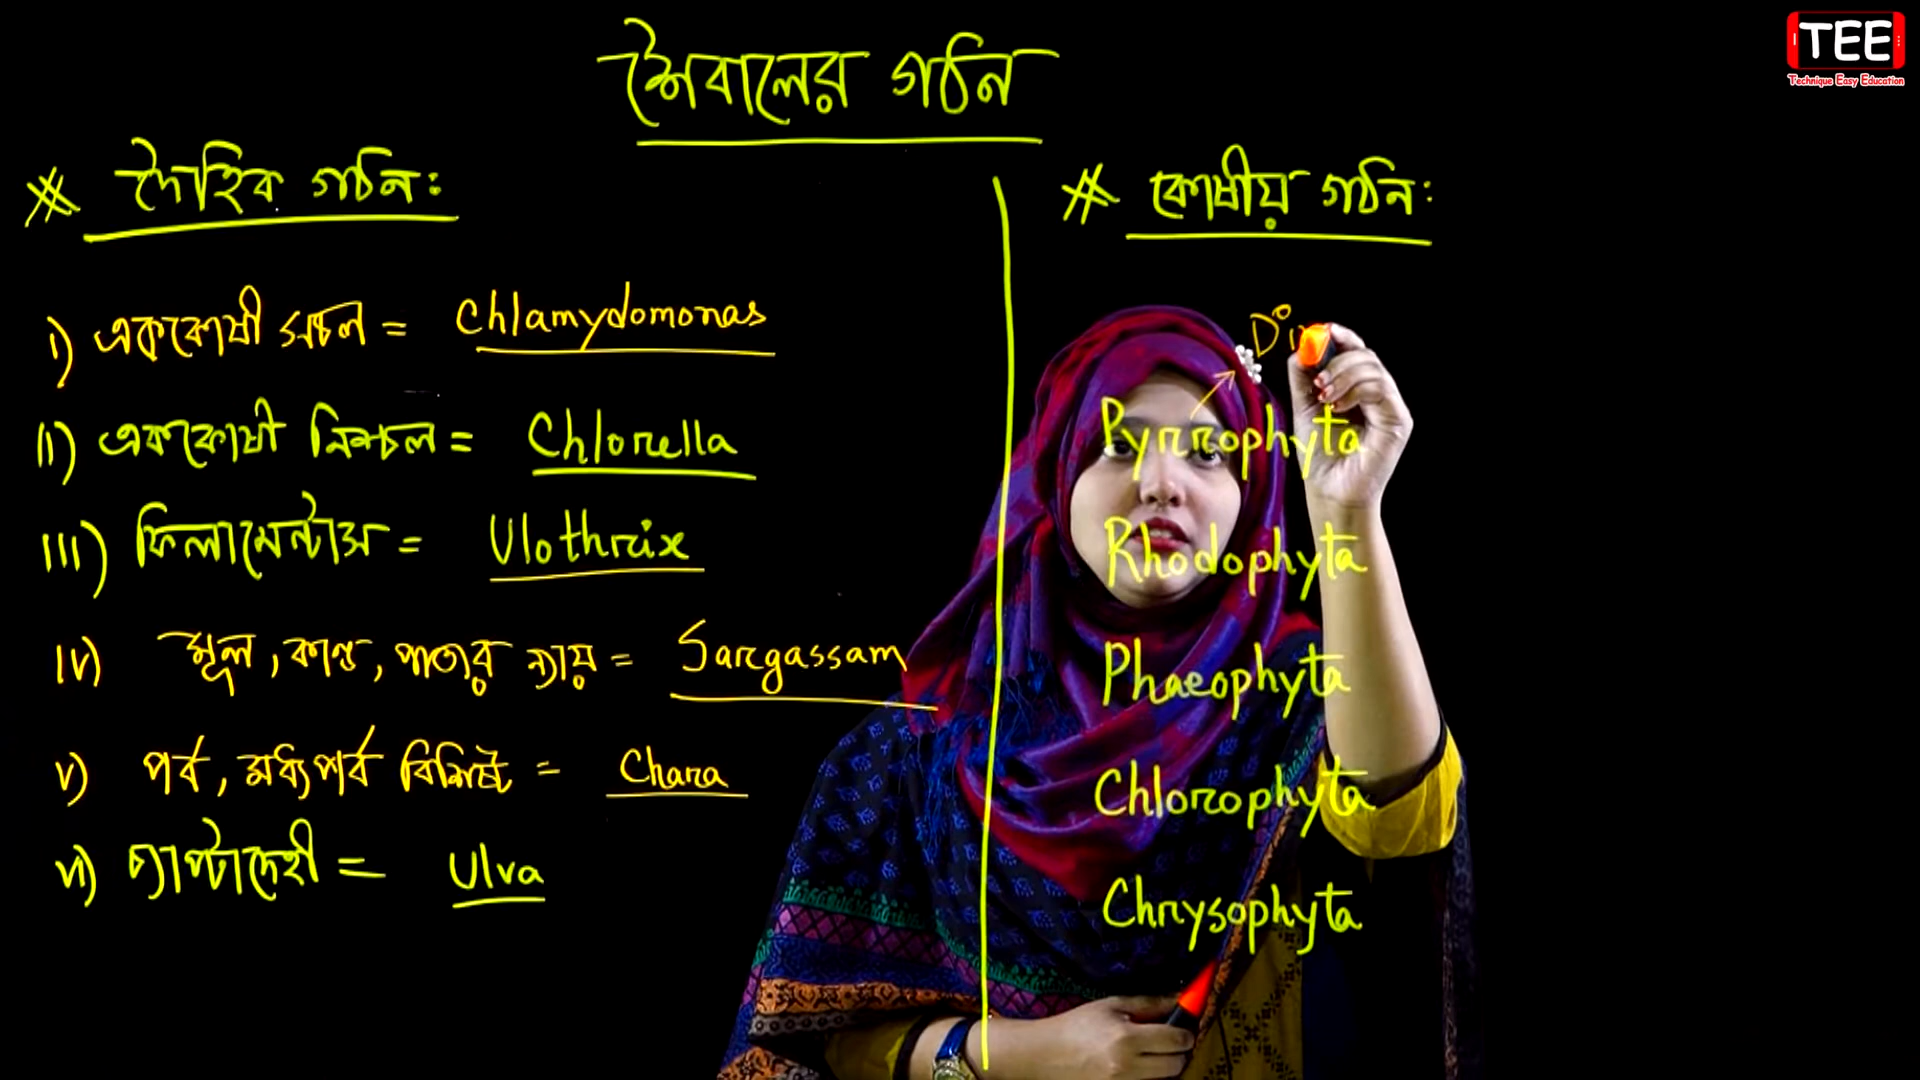 TEE
Technique Easy Education
শৈবালের গঠন
দৈহিক গঠন:
i) এককোষী সচল = Chlamydomonas
ii) এককোষী নিশ্চল = Chlorella
iii) ফিলামেন্টাস = Ulothrix
iv) মূল, কান্ড, পাতার ন্যায় = Sargassam
v) পর্ব, মধ্যপর্ব বিশিষ্ট = Chara
vi) চ্যাপ্টাদেহী = Ulva
কোষীয় গঠন:
Pyrrophyta
Rhodophyta
Phaeophyta
Chlorophyta
Chrysophyta